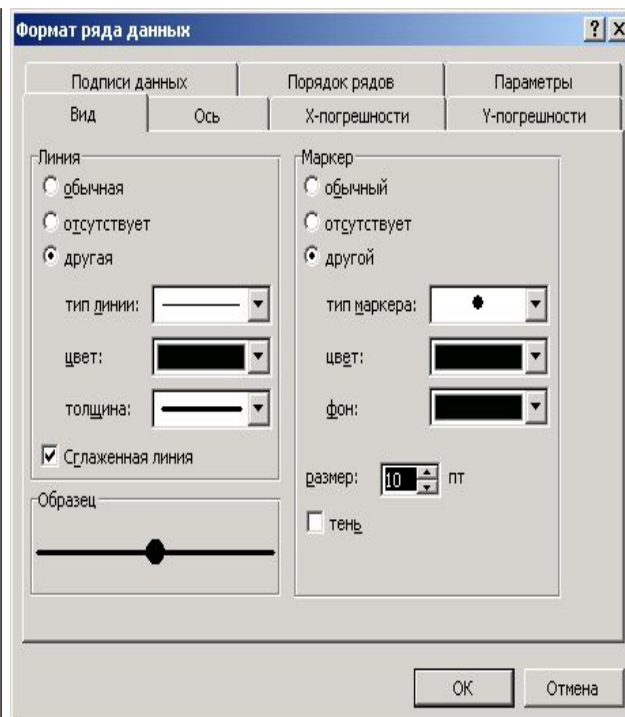 Формат ряда данных
Подписи данных Порядок рядов Параметры
Вид Ось X-погрешности Y-погрешности
Линия
обычная
отсутствует
другая
тип линии:
цвет:
толщина:
Сглаженная линия
Образец
Маркер
обычный
отсутствует
другой
тип маркера:
цвет:
фон:
размер: 10 пт
тень
ОК Отмена